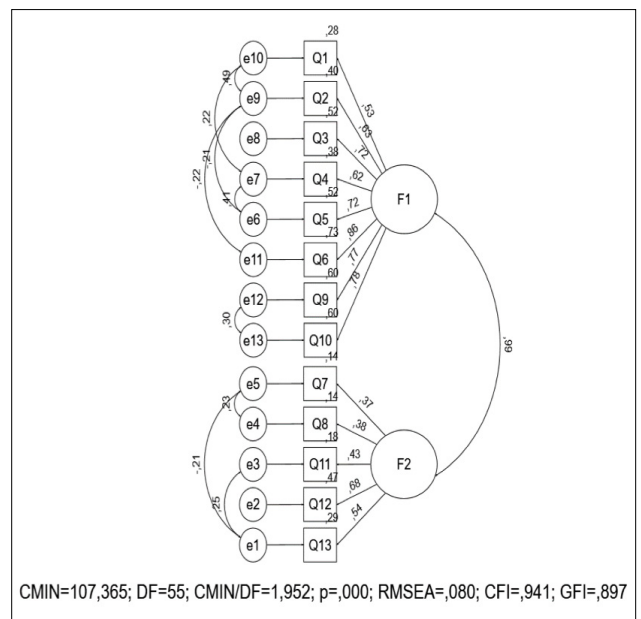 ,28
e10
Q1
,40
,49
,53
e9
Q2
,52
,63
,22
e8
Q3
,38
,72
-,21
-,22
e7
Q4
,52
,62
F1
,41
e6
Q5
,73
,72
,86
e11
Q6
,60
,77
,78
e12
Q9
,60
,30
e13
Q10
,14
e5
Q7
,14
,37
,23
e4
Q8
,18
,38
-,21
e3
Q11
,47
,43
F2
e2
Q12
,29
,68
,25
,54
e1
Q13
CMIN=107,365; DF=55; CMIN/DF=1,952; p=,000; RMSEA=,080; CFI=,941; GFI=,897